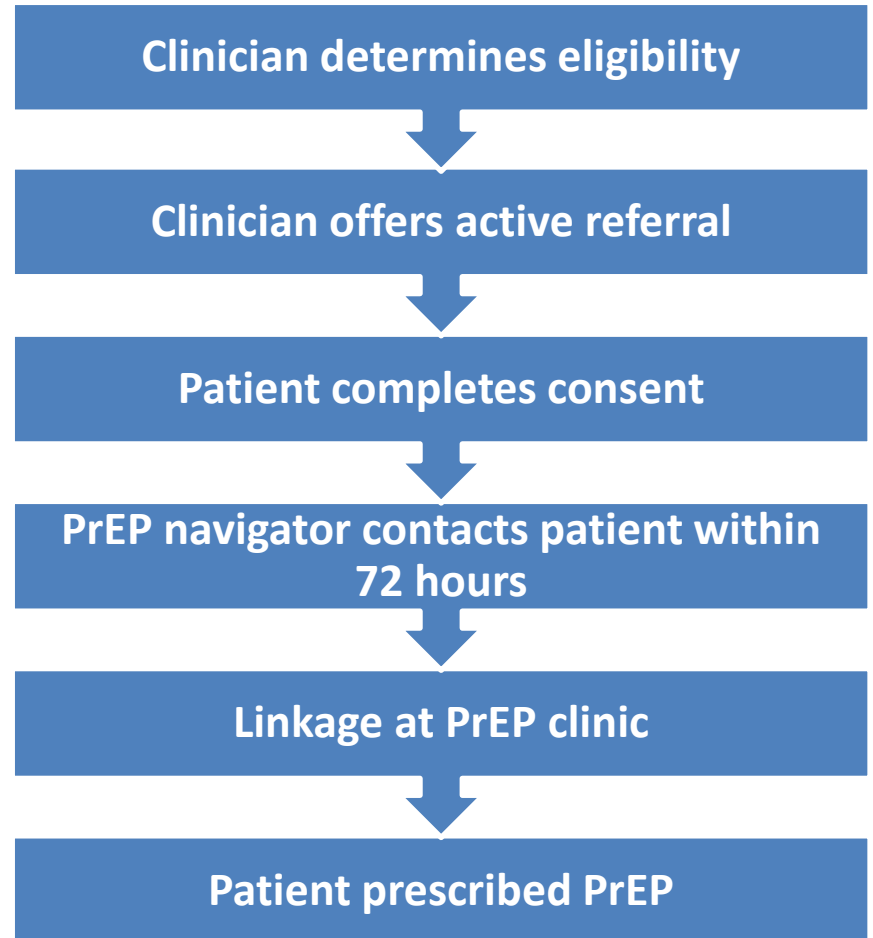 Clinician determines eligibility
Clinician offers active referral
Patient completes consent
PrEP navigator contacts patient within
72 hours
Linkage at PrEP clinic
Patient prescribed PrEP